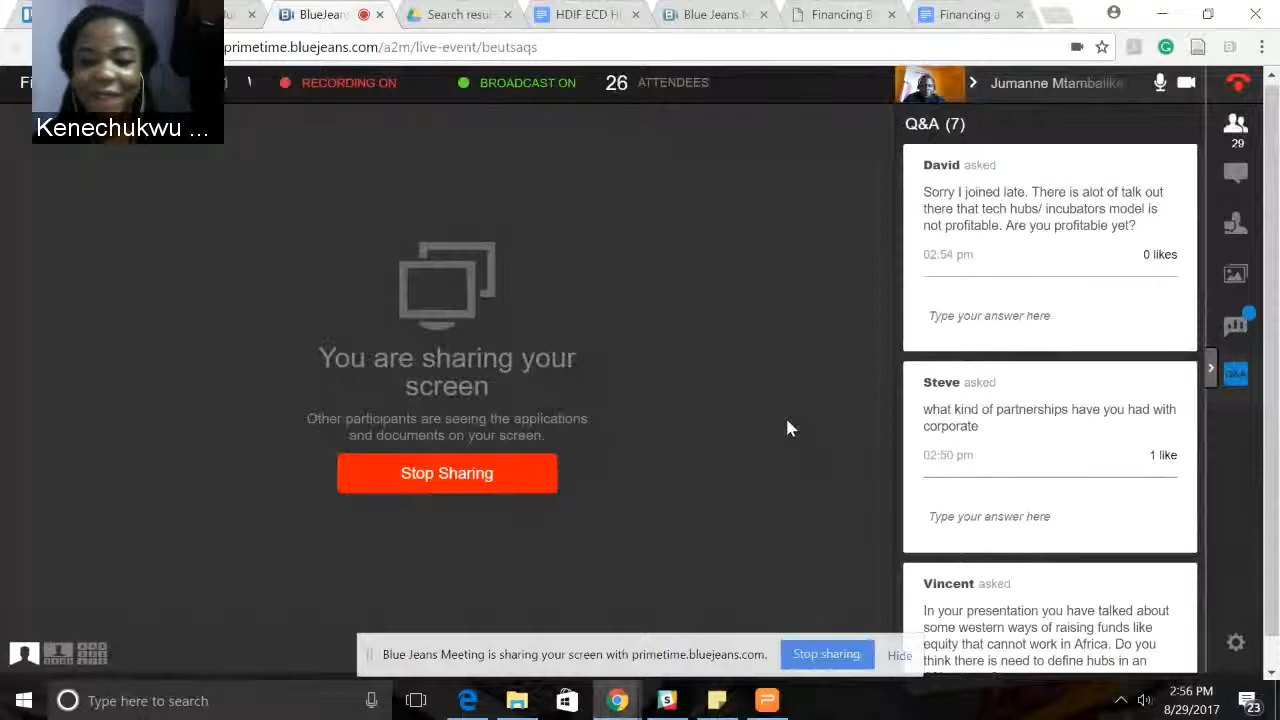 Search resul
HDIF ECD H
Blue Jeans M
BlueJeans N
Financing B
Financing a
primetime.bluejeans.com/a2m/live-event/beutsaqs
RECORDING ON
BROADCAST ON
26 ATTENDEES
Jumanne Mtambalike
Kenechukwu ...
Q&A (7)
29
David asked
Sorry I joined late. There is alot of talk out
there that tech hubs/ incubators model is
not profitable. Are you profitable yet?
02:54 pm
0 likes
Type your answer here
You are sharing your
screen
Other participants are seeing the applications
and documents on your screen.
Stop Sharing
Q&A
Steve asked
what kind of partnerships have you had with
corporate
02:50 pm
1 like
Type your answer here
Vincent asked
In your presentation you have talked about
some western ways of raising funds like
equity that cannot work in Africa. Do you
think there is need to define hubs in an
Blue Jeans Meeting is sharing your screen with primetime.bluejeans.com.
Stop sharing
Hide
Type here to search
2:56 PM
8/29/2017
23